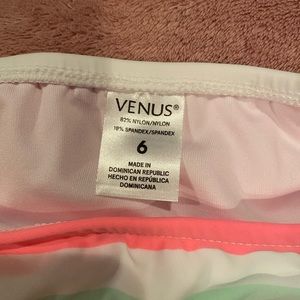 VENUS®
82% NYLON/NYLON
18% SPANDEX/SPANDEX
6
MADE IN
DOMINICAN REPUBLIC
HECHO EN REPÚBLICA
DOMINICANA